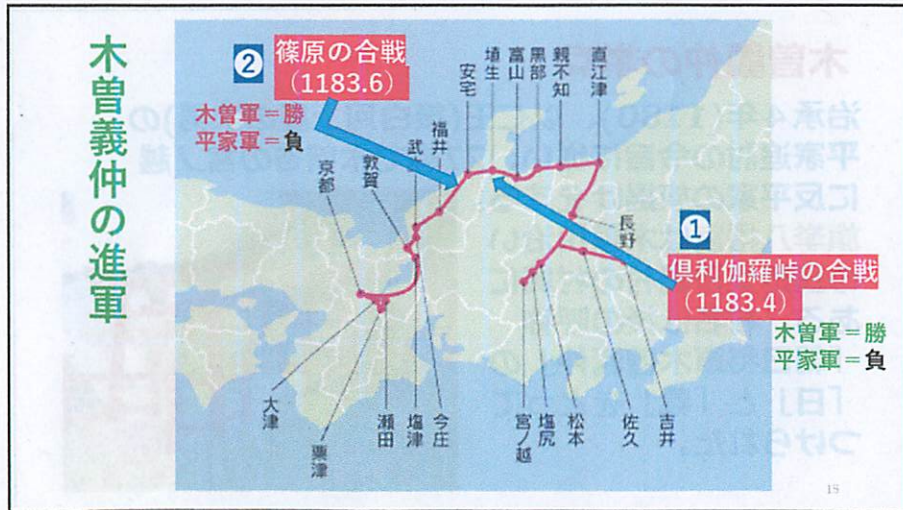 木曽義仲の進軍
❷
篠原の合戦
(1183.6)
木曽軍=勝
平家軍=負
安宅
埴生
富山
黒部
親不知
直江津
福井
敦賀
京都
長野
❶
倶利伽羅峠の合戦
(1183.4)
木曽軍=勝
平家軍=負
大津
粟津
瀬田
塩津
今庄
宮ノ越
塩尻
松本
佐久
吉井
15